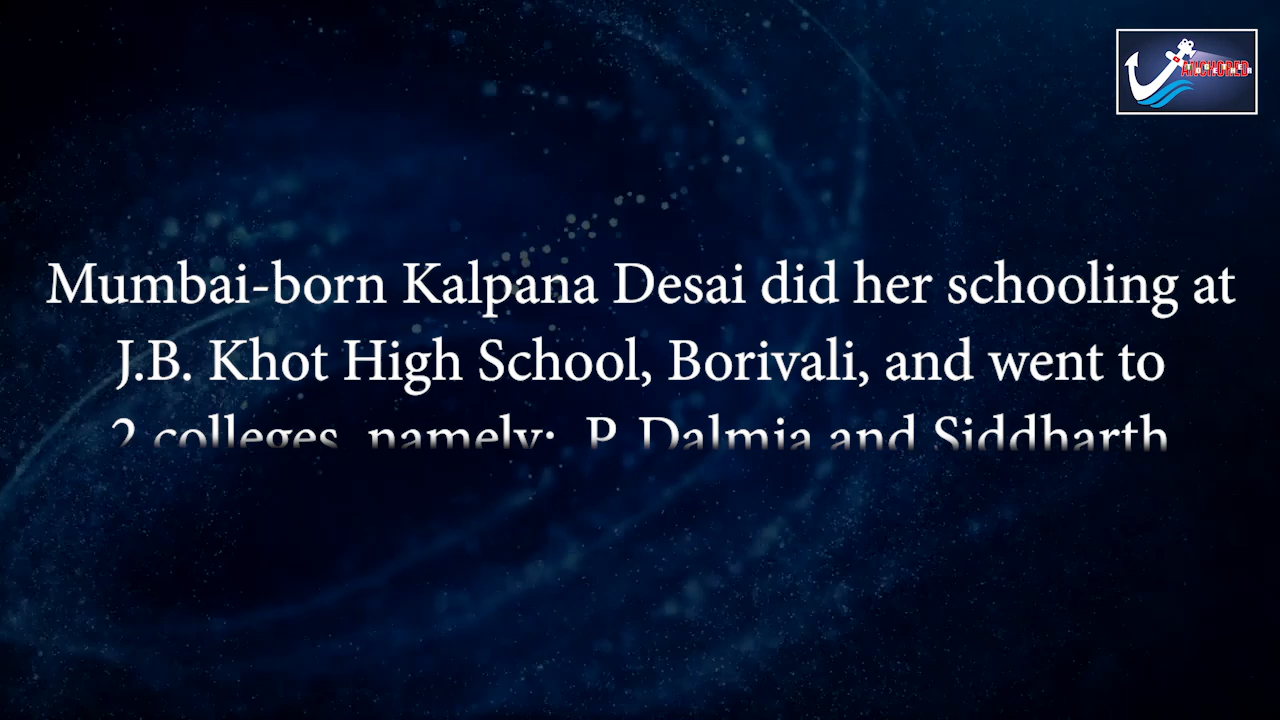 ANCHORED
Mumbai-born Kalpana Desai did her schooling at
J.B. Khot High School, Borivali, and went to
2 colleges, namely; P. Dalmia and Siddharth